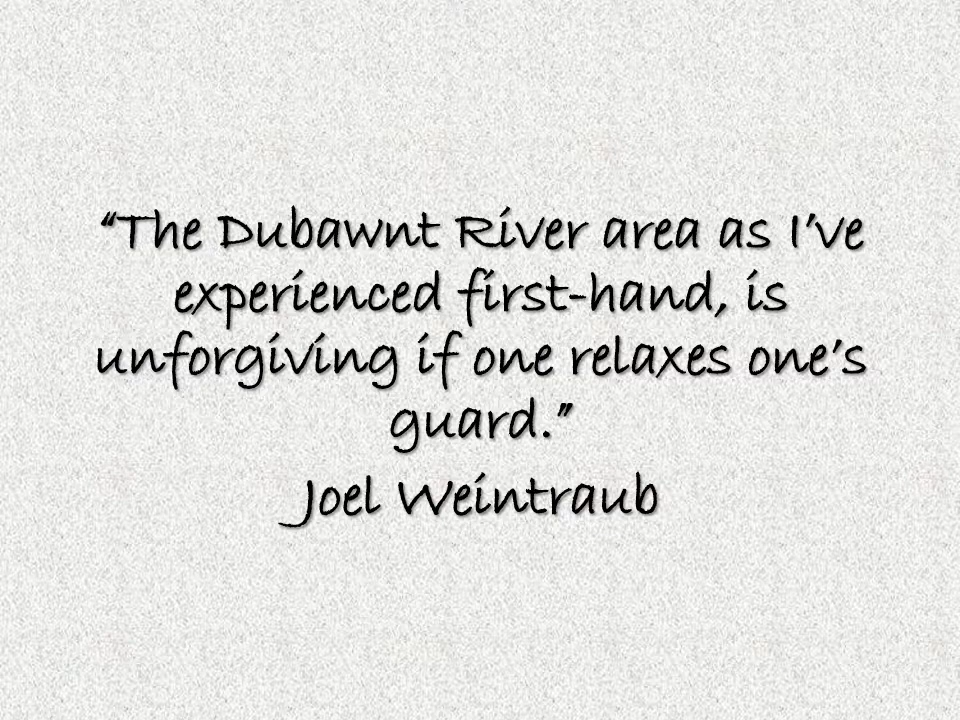 “The Dubawnt River area as I’ve
experienced first-hand, is
unforgiving if one relaxes one’s
guard.”
Joel Weintraub